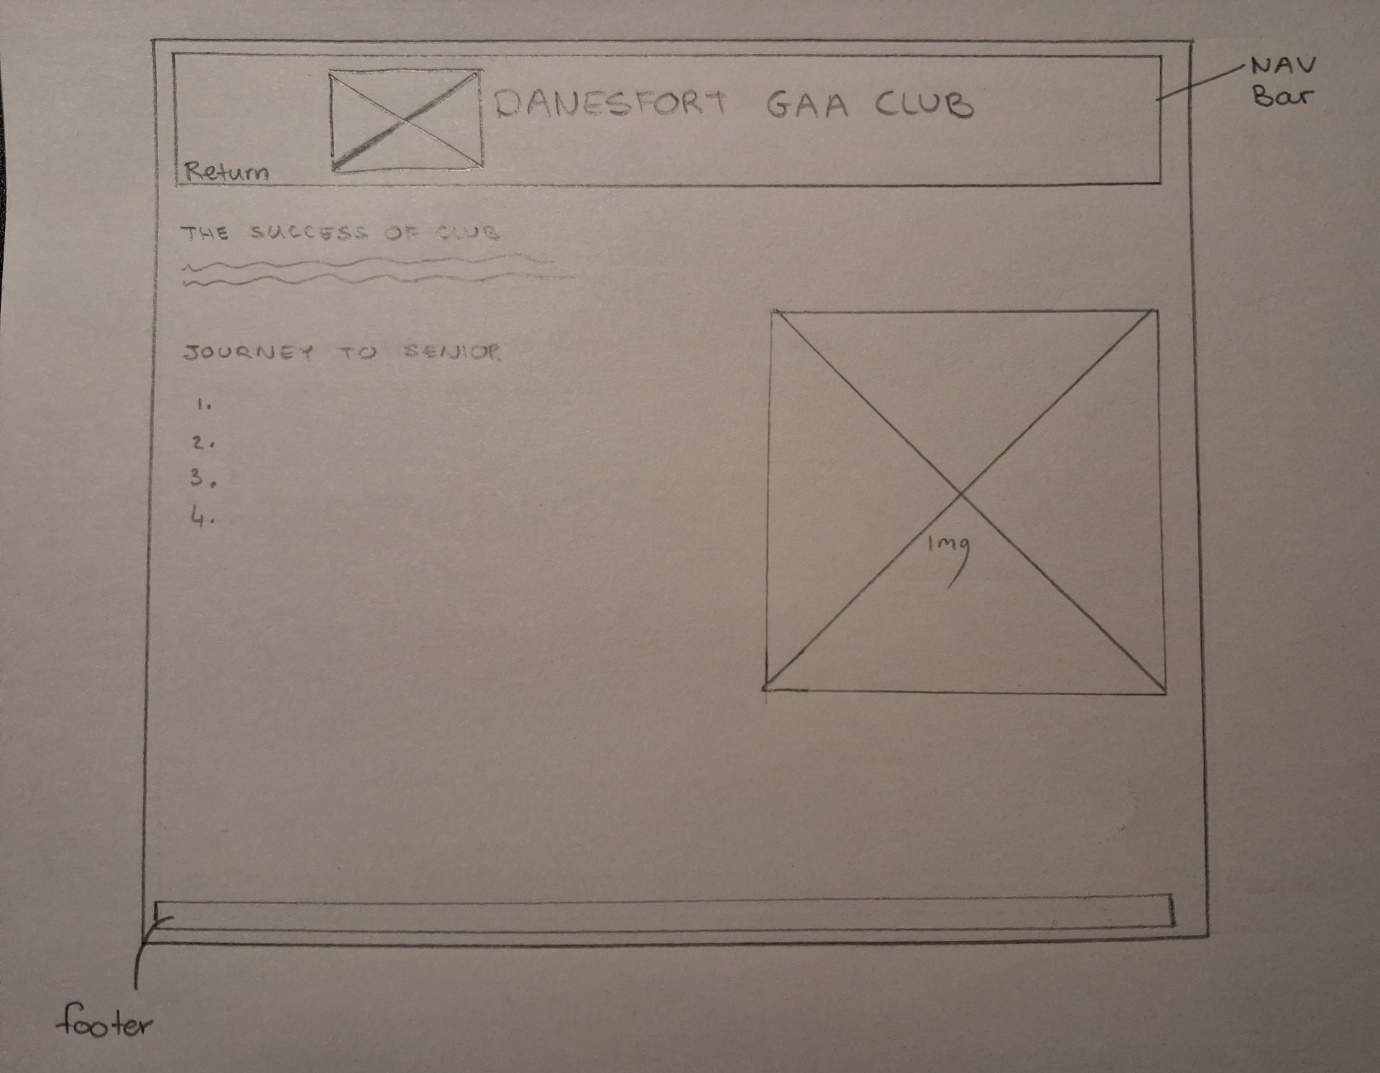 DANESFORT GAA CLUB
Return
NAV
Bar
THE SUCCESS OF CLUB
JOURNEY TO SENIOR
1.
2.
3.
4.
Img
footer